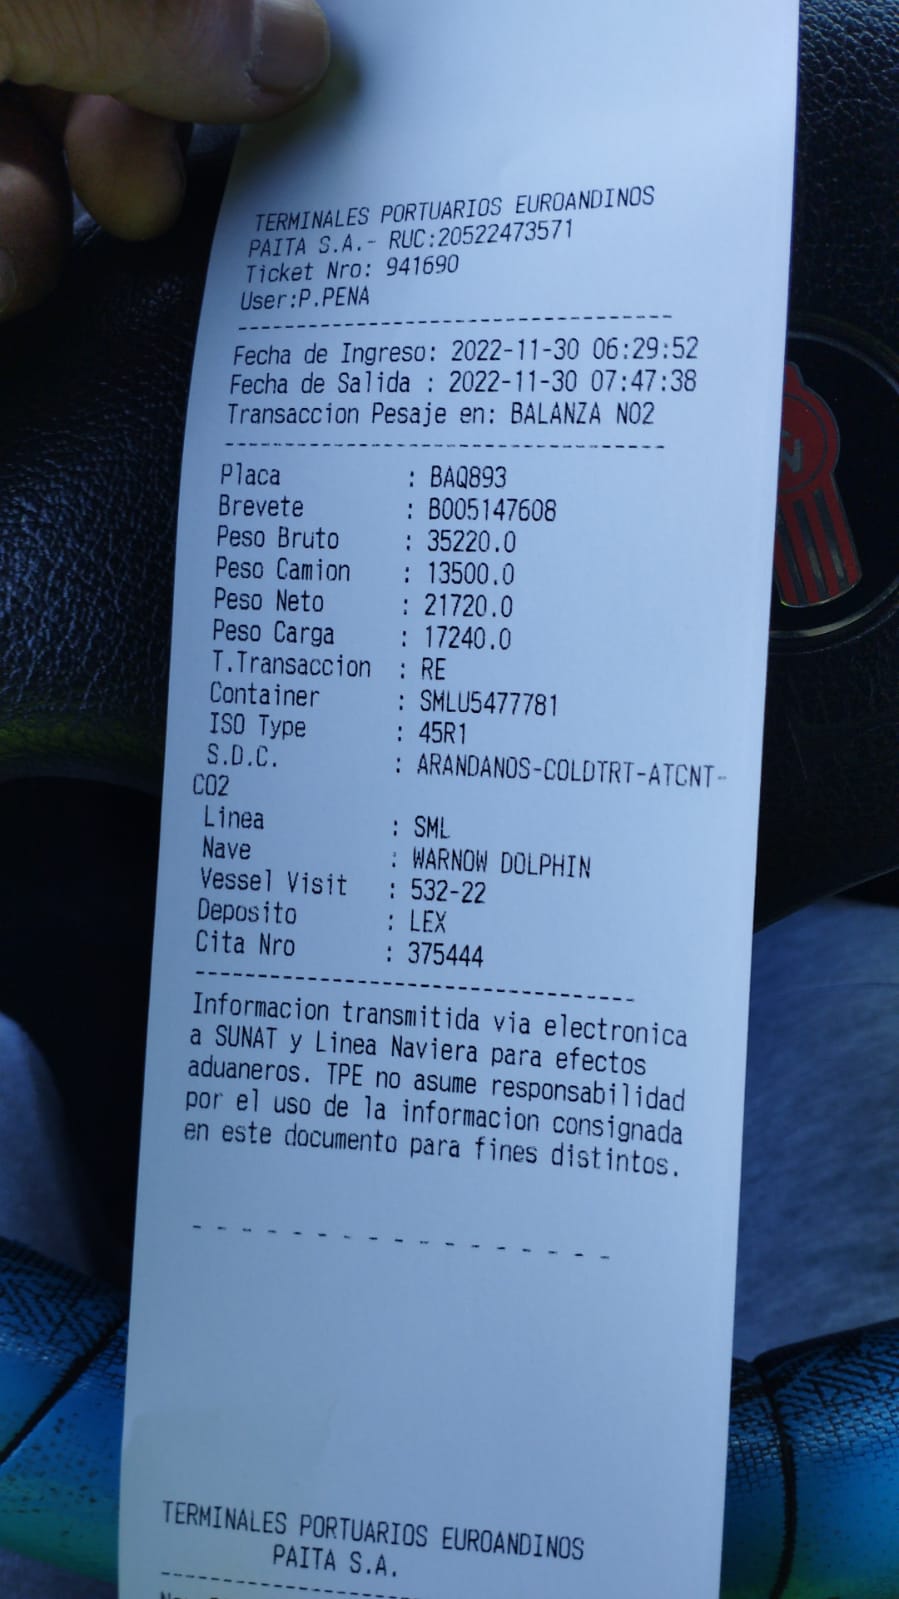 TERMINALES PORTUARIOS EUROANDINOS
PAITA S.A.- RUC:20522473571
Ticket Nro: 941690
User:P.PENA
Fecha de Ingreso: 2022-11-30 06:29:52
Fecha de Salida : 2022-11-30 07:47:38
Transaccion Pesaje en: BALANZA NO2
Placa : BAQ893
Brevete : B005147608
Peso Bruto : 35220.0
Peso Camion : 13500.0
Peso Neto : 21720.0
Peso Carga : 17240.0
T.Transaccion : RE
Container : SMLU5477781
ISO Type : 45R1
S.D.C. : ARANDANOS-COLDTRT-ATCNT-
CO2
Linea : SML
Nave : WARNOW DOLPHIN
Vessel Visit : 532-22
Deposito : LEX
Cita Nro : 375444
Informacion transmitida via electronica
a SUNAT y Linea Naviera para efectos
aduaneros. TPE no asume responsabilidad
por el uso de la informacion consignada
en este documento para fines distintos.
TERMINALES PORTUARIOS EUROANDINOS
PAITA S.A.